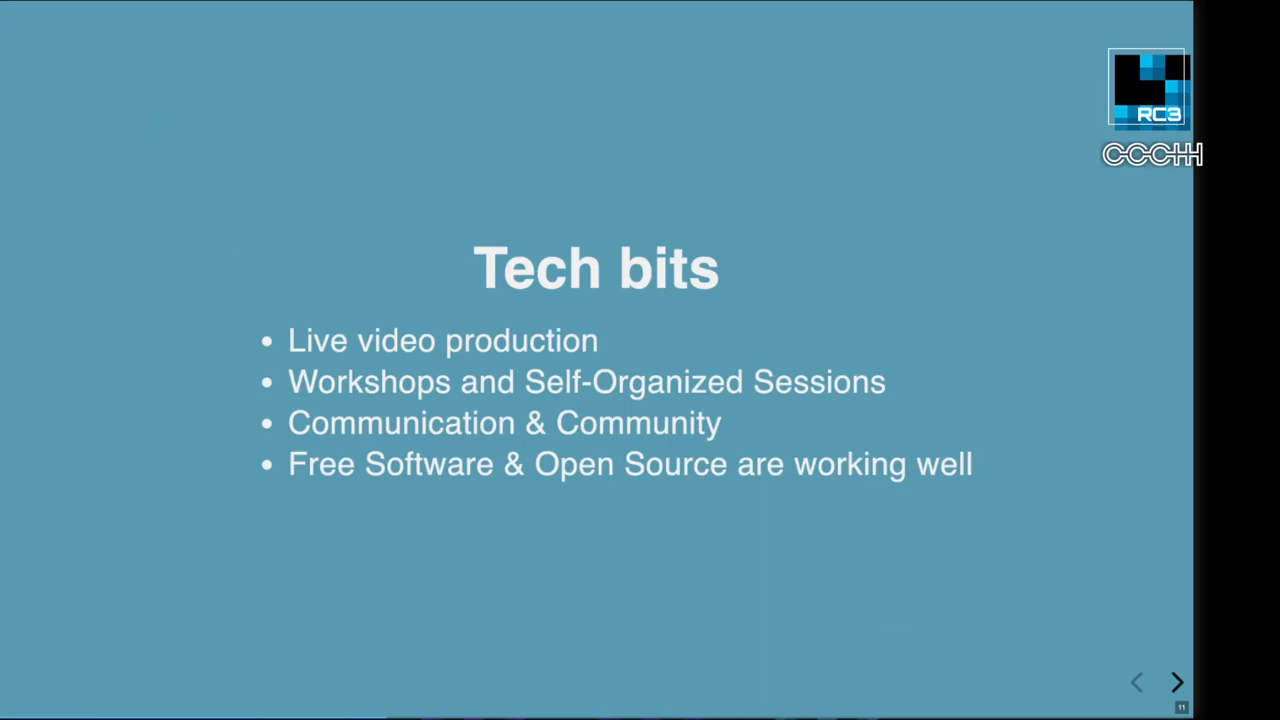 RC3
CCCHH
Tech bits
• Live video production
• Workshops and Self-Organized Sessions
• Communication & Community
• Free Software & Open Source are working well
11